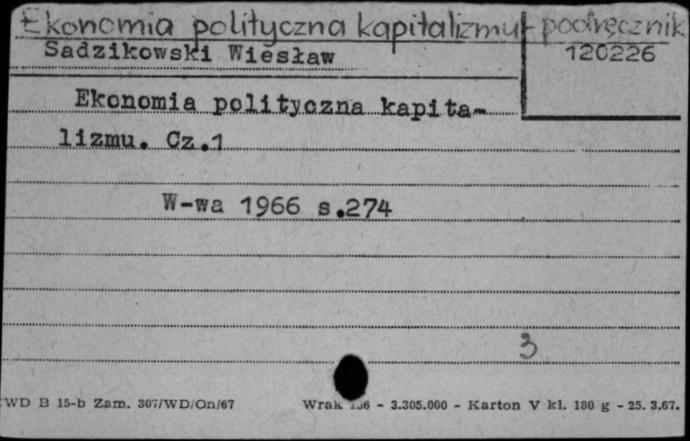 Ekonomia polityczna kapitalizmu - podręcznik
Sadzikowski Wiesław
120226
Ekonomia polityczna kapita-
lizmu. Cz.1
W-wa 1966 s.274
3
WD B 15-b Zam. 307/WD/On/67 Wrak - 3.305.000 - Karton V kl. 180 g - 25. 3.67.